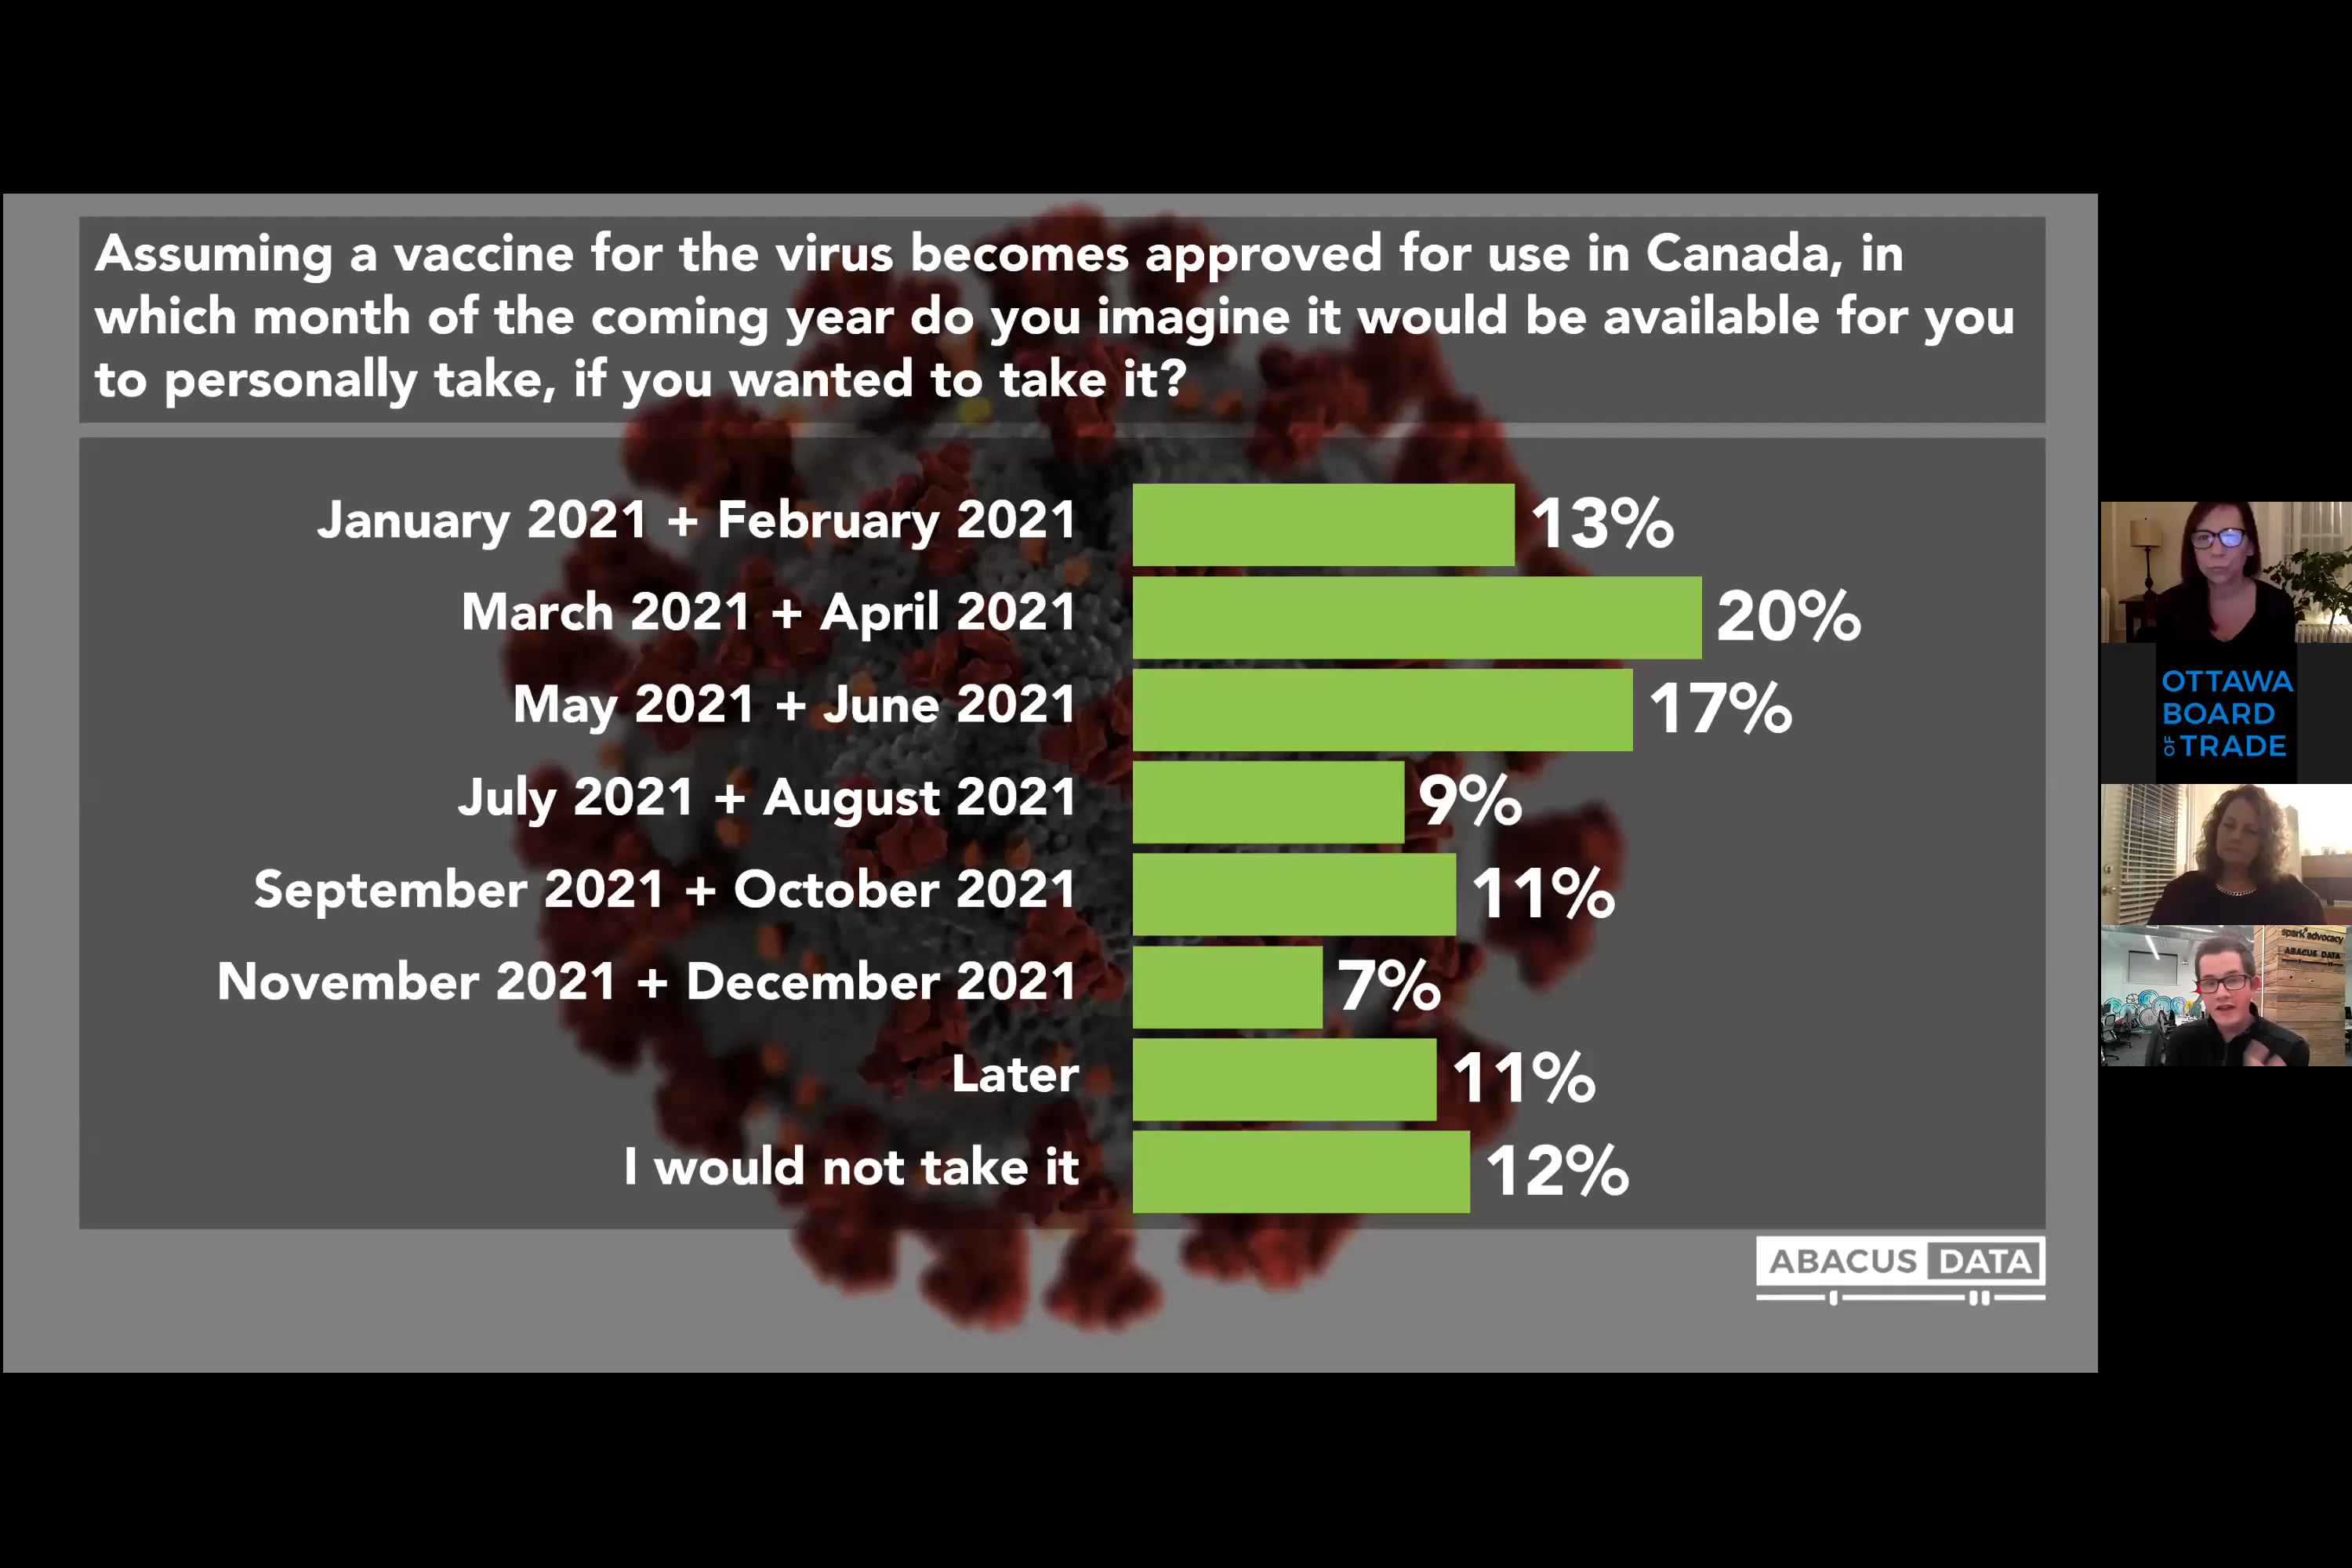 Assuming a vaccine for the virus becomes approved for use in Canada, in
which month of the coming year do you imagine it would be available for you
to personally take, if you wanted to take it?
January 2021 + February 2021 13%
March 2021 + April 2021 20%
May 2021 + June 2021 17%
July 2021 + August 2021 9%
September 2021 + October 2021 11%
November 2021 + December 2021 7%
Later 11%
I would not take it 12%
ABACUS DATA
OTTAWA
BOARD
OF TRADE
spark advocacy
ABACUS DATA